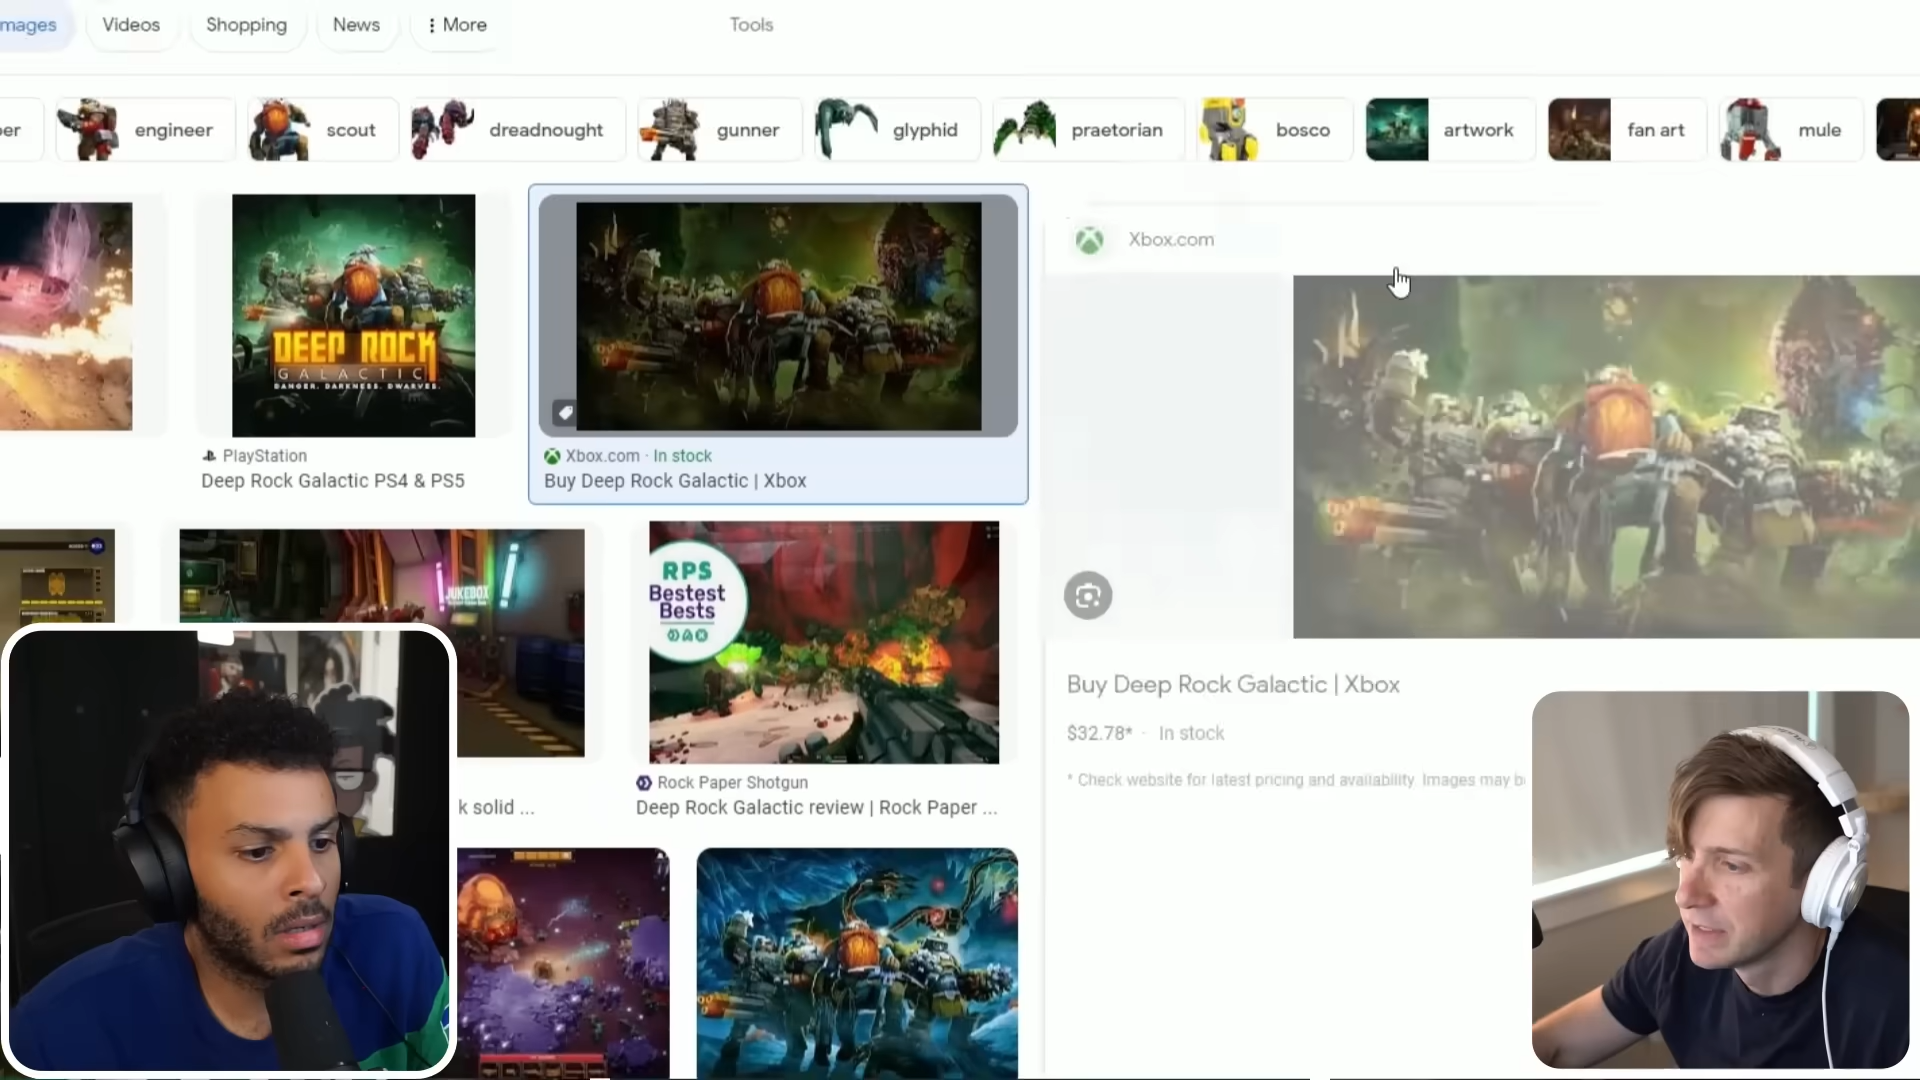 mages
Videos
Shopping
News
More
Tools
er
engineer
scout
dreadnought
gunner
glyphid
praetorian
bosco
artwork
fan art
mule
Xbox.com
DEEP ROCK
GALACTIC
DANGER. DARKNESS. DWARVES.
PlayStation
Deep Rock Galactic PS4 & PS5
Xbox.com · In stock
Buy Deep Rock Galactic | Xbox
JUKEBOX
RPS
Bestest
Bests
k solid ...
Rock Paper Shotgun
Deep Rock Galactic review | Rock Paper ...
Buy Deep Rock Galactic | Xbox
$32.78* · In stock
* Check website for latest pricing and availability. Images may b